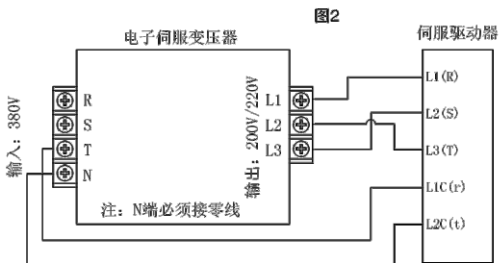 图2
电子伺服变压器
伺服驱动器
输入: 380V
R
S
T
N
输出: 200V/220V
L1
L2
L3
L1(R)
L2(S)
L3(T)
L1C(r)
L2C(t)
注: N端必须接零线